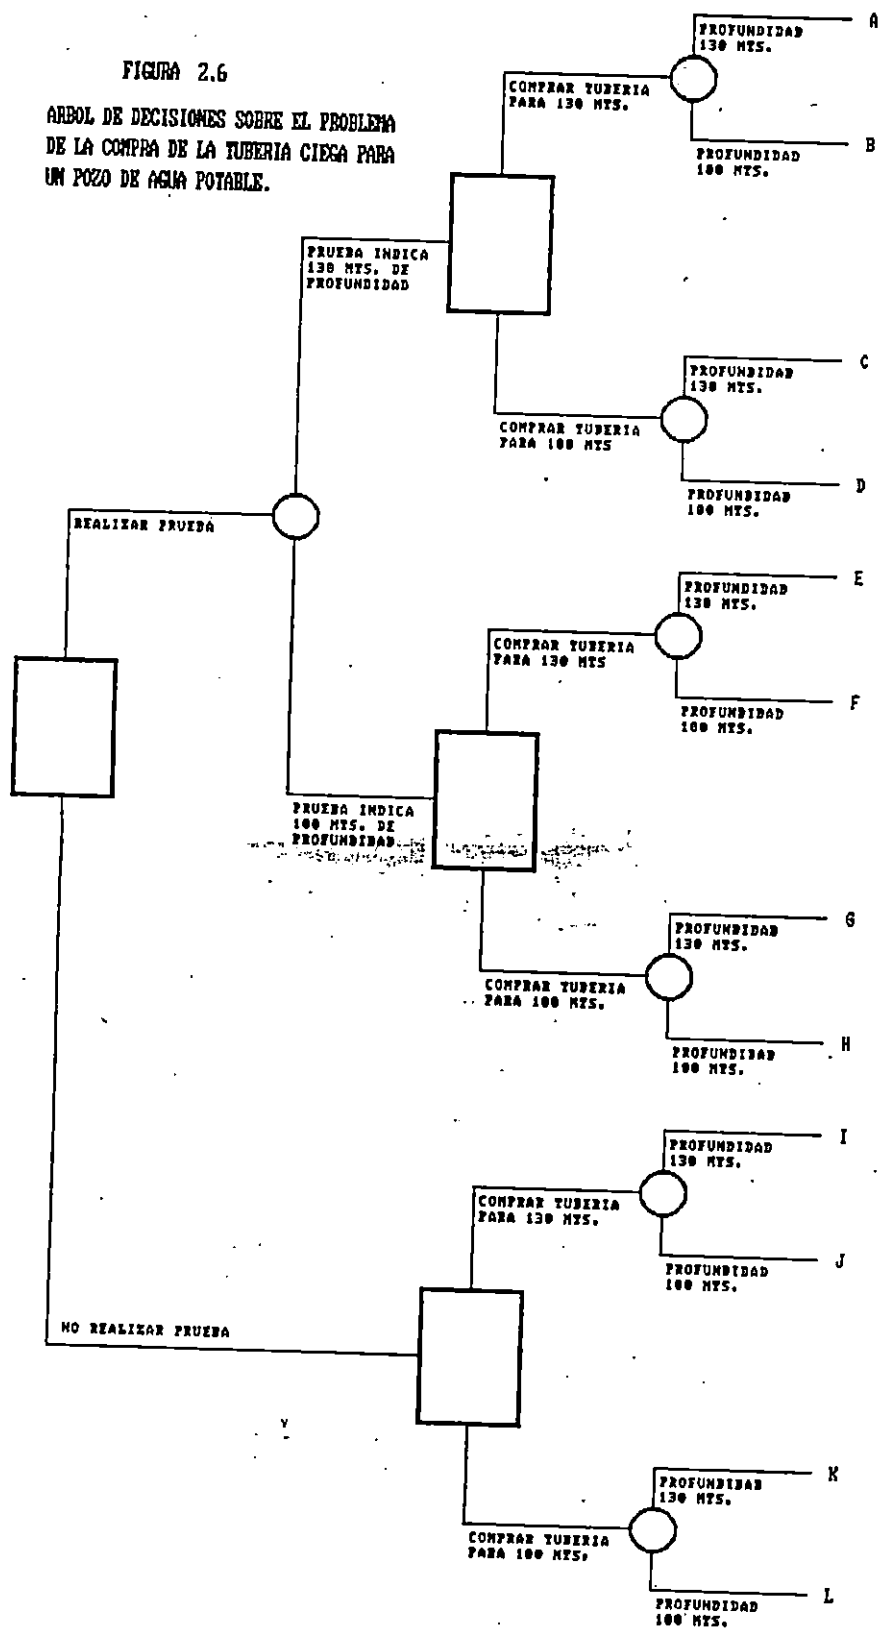 FIGURA 2.6
ARBOL DE DECISIONES SOBRE EL PROBLEMA
DE LA COMPRA DE LA TUBERIA CIEGA PARA
UN POZO DE AGUA POTABLE.
PROFUNDIDAD
130 MTS.
A
COMPRAR TUBERIA
PARA 130 MTS.
PROFUNDIDAD
100 MTS.
B
PRUEBA INDICA
130 MTS. DE
PROFUNDIDAD
PROFUNDIDAD
130 MTS.
C
COMPRAR TUBERIA
PARA 100 MTS
PROFUNDIDAD
100 MTS.
D
REALIZAR PRUEBA
PROFUNDIDAD
130 MTS.
E
COMPRAR TUBERIA
PARA 130 MTS
PROFUNDIDAD
100 MTS.
F
PRUEBA INDICA
100 MTS. DE
PROFUNDIDAD
PROFUNDIDAD
130 MTS.
G
COMPRAR TUBERIA
PARA 100 MTS.
PROFUNDIDAD
100 MTS.
H
PROFUNDIDAD
130 MTS.
I
COMPRAR TUBERIA
PARA 130 MTS.
PROFUNDIDAD
100 MTS.
J
NO REALIZAR PRUEBA
PROFUNDIDAD
130 MTS.
K
COMPRAR TUBERIA
PARA 100 MTS.
PROFUNDIDAD
100 MTS.
L